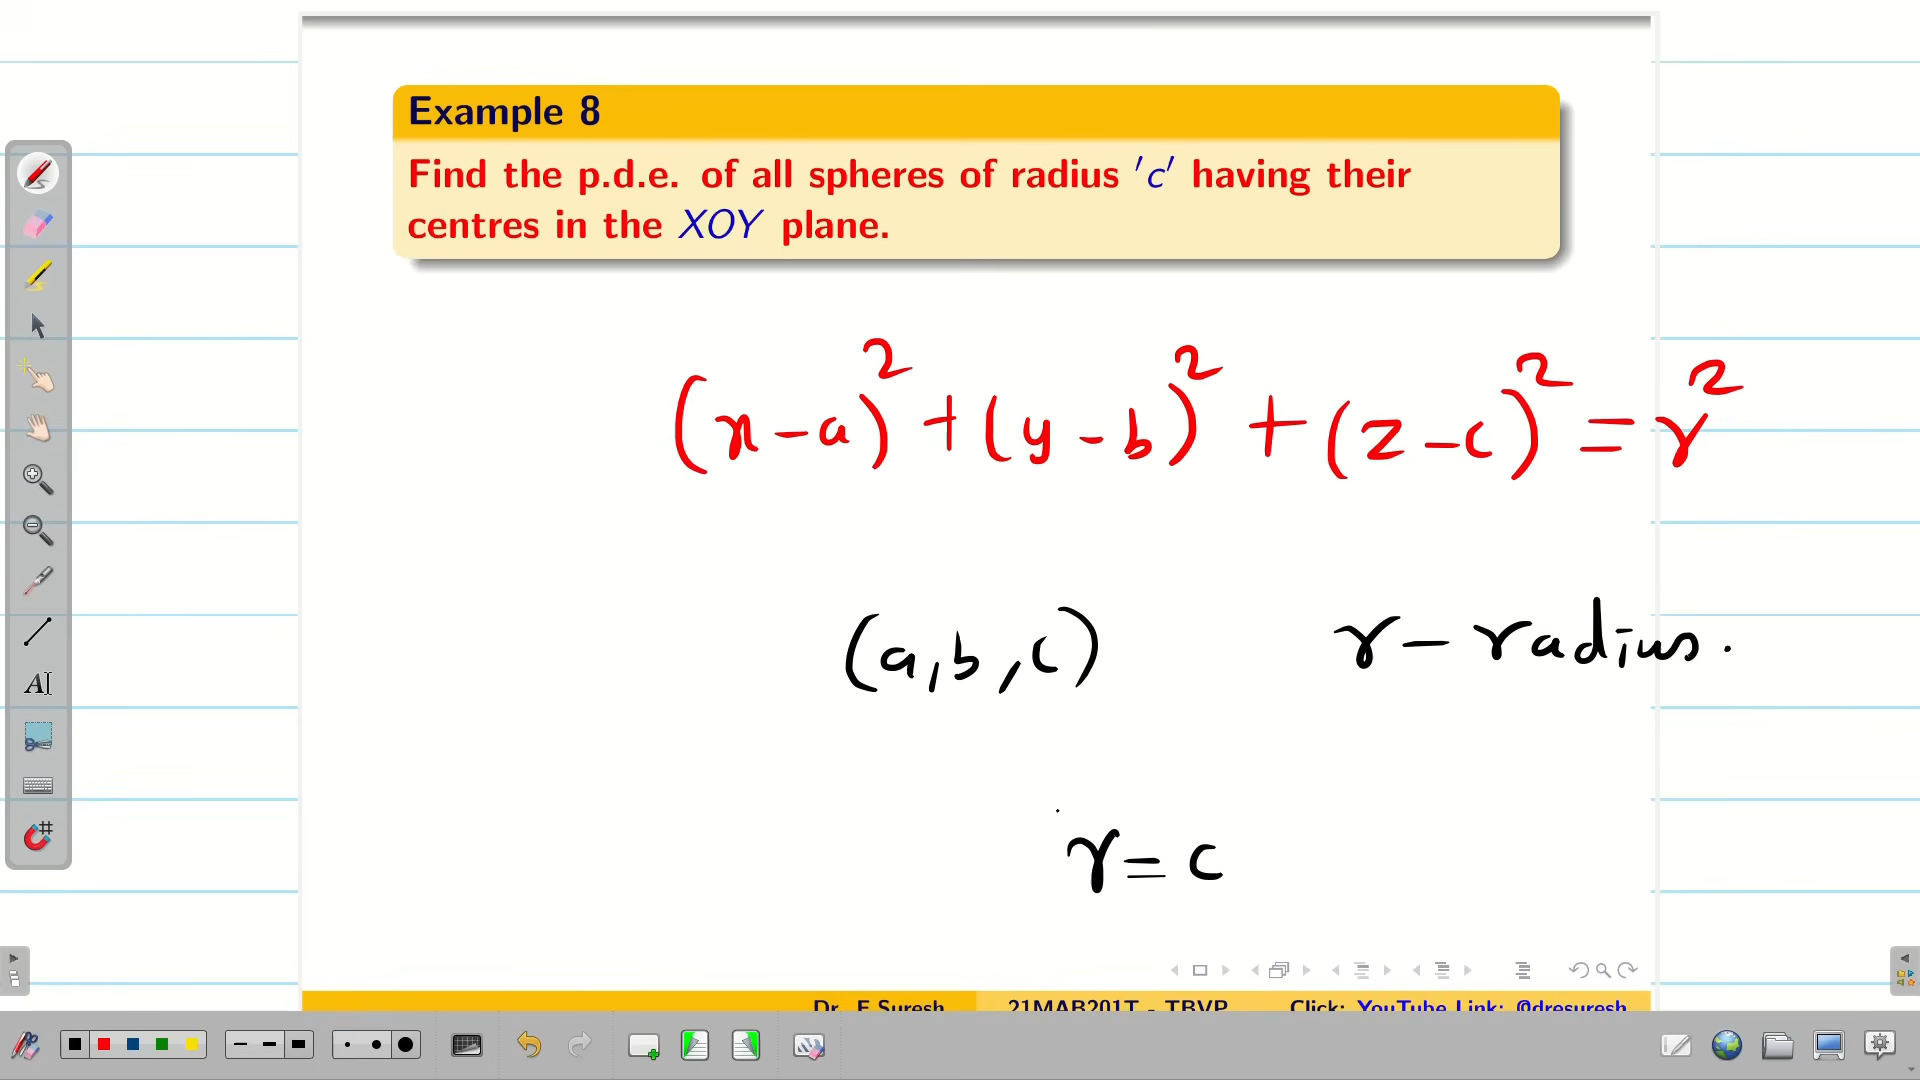 Example 8
Find the p.d.e. of all spheres of radius 'c' having their
centres in the XOY plane.
(x-a)² + (y-b)² + (z-c)² = r²
(a, b, c) r - radius.
r = c
Dr. E Suresh 21MAB201T - TBVP Click: YouTube Link: @dresuresh